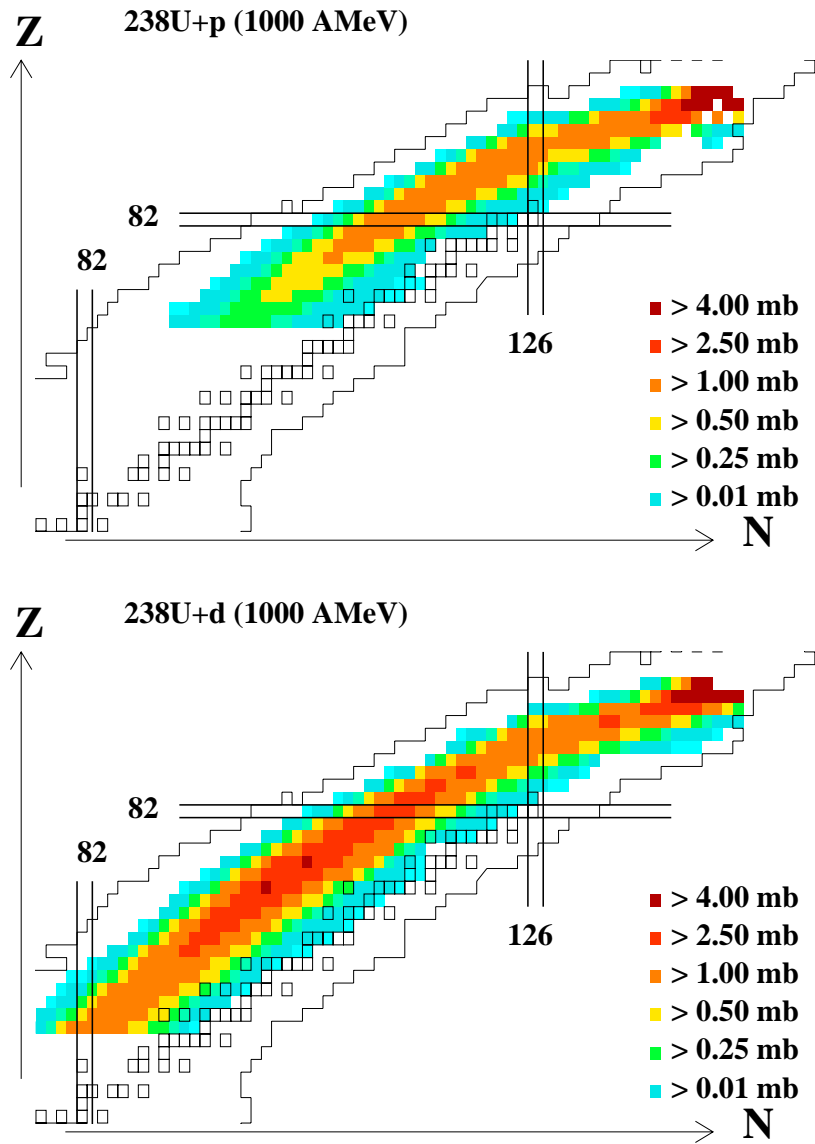 238U+p (1000 AMeV)
Z
82
82
126
> 4.00 mb
> 2.50 mb
> 1.00 mb
> 0.50 mb
> 0.25 mb
> 0.01 mb
N
238U+d (1000 AMeV)
Z
82
82
126
> 4.00 mb
> 2.50 mb
> 1.00 mb
> 0.50 mb
> 0.25 mb
> 0.01 mb
N